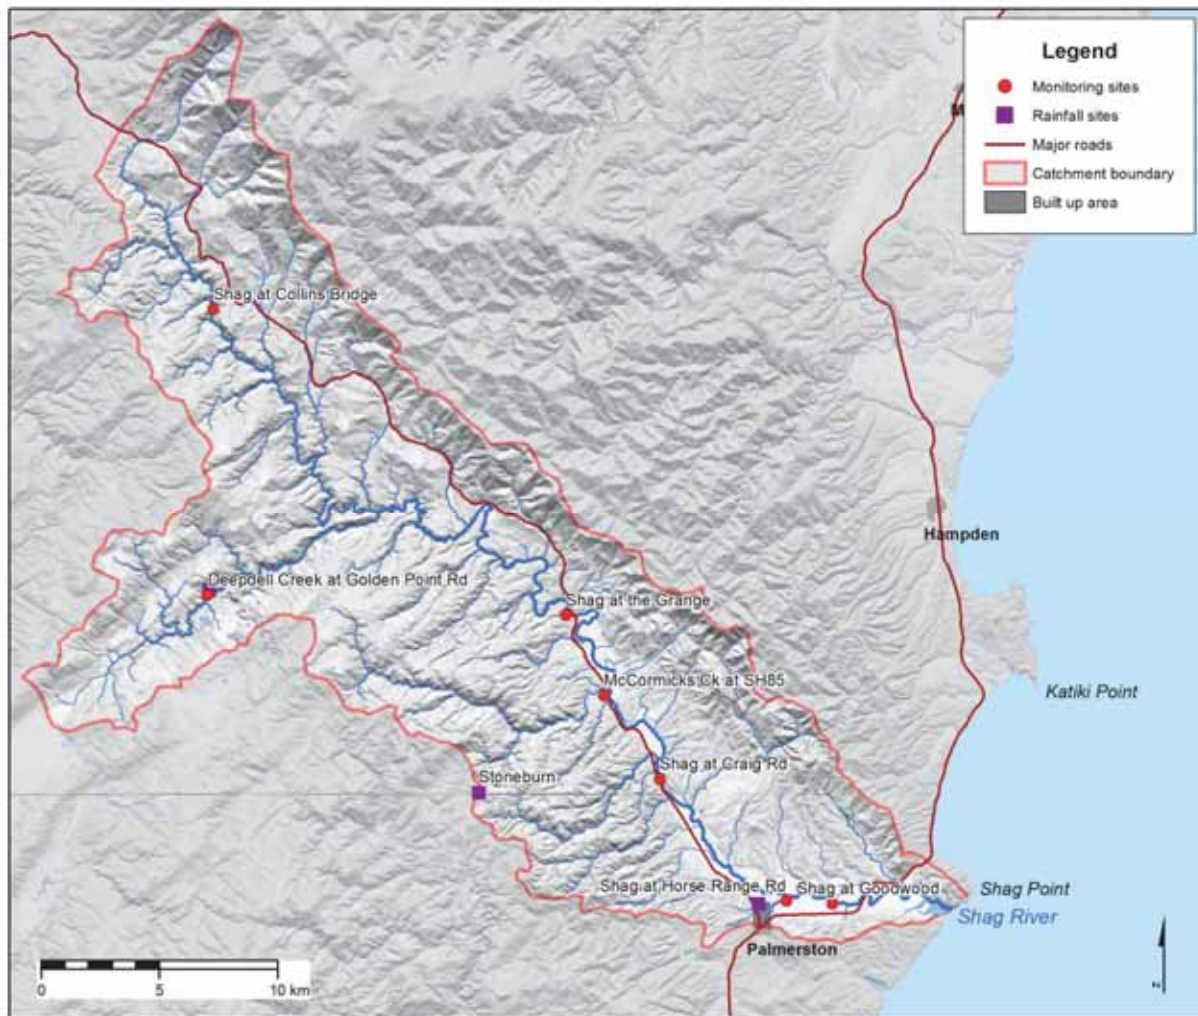 Legend
Monitoring sites
Rainfall sites
Major roads
Catchment boundary
Built up area
M
Shag at Collins Bridge
Hampden
Deepdell Creek at Golden Point Rd
Shag at the Grange
McCormicks Ck at SH85
Katiki Point
Shag at Craig Rd
Stoneburn
Shag at Horse Range Rd
Shag at Goodwood
Shag Point
Shag River
Palmerston
0 5 10 km
z